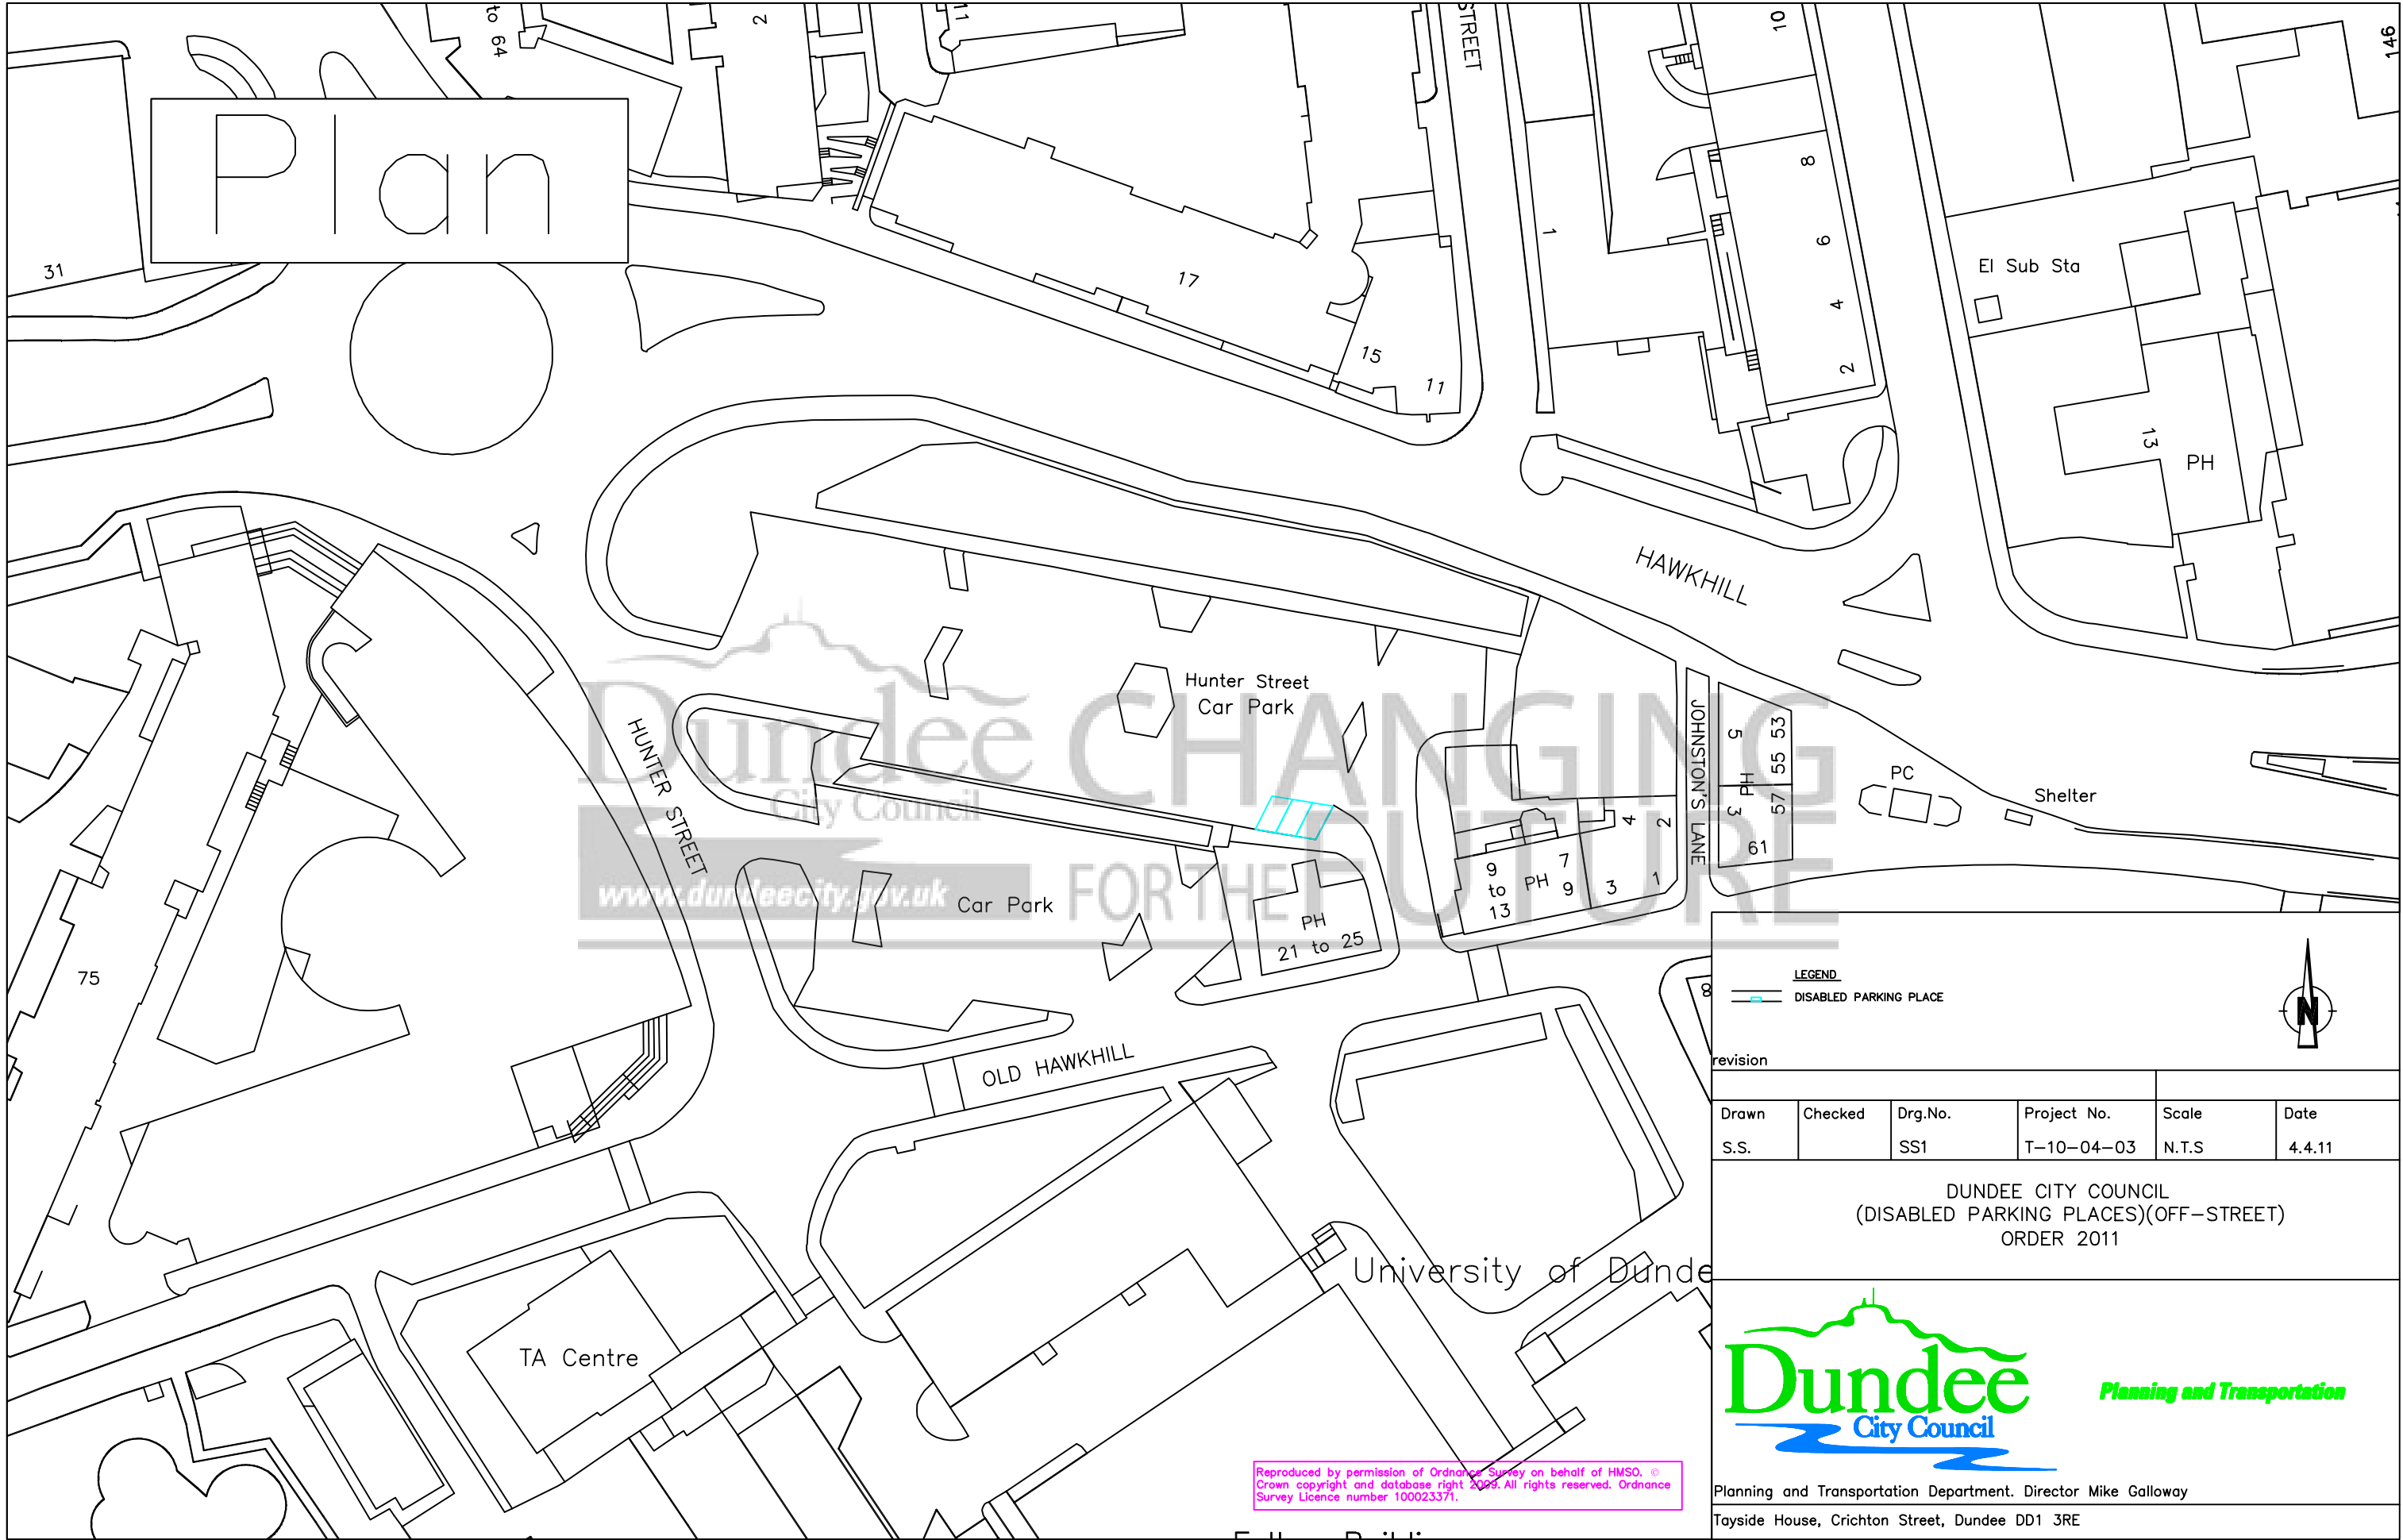 to 64
2
11
STREET
10
146
Plan
8
31
1
6
17
El Sub Sta
4
15
2
11
13
PH
HAWKHILL
Hunter Street
Car Park
HUNTER STREET
JOHNSTON'S LANE
5
55 53
PH
3
57
61
PC
Shelter
Dundee
City Council
www.dundeecity.gov.uk
CHANGING
FOR THE FUTURE
4
2
9
to
13
PH
7
9
3
1
Car Park
PH
21 to 25
75
8
OLD HAWKHILL
University of Dunde
TA Centre
LEGEND
DISABLED PARKING PLACE
N
revision
Drawn Checked Drg.No. Project No. Scale Date
S.S. SS1 T-10-04-03 N.T.S 4.4.11
DUNDEE CITY COUNCIL
(DISABLED PARKING PLACES)(OFF-STREET)
ORDER 2011
Dundee
City Council
Planning and Transportation
Reproduced by permission of Ordnance Survey on behalf of HMSO. ©
Crown copyright and database right 2009. All rights reserved. Ordnance
Survey Licence number 100023371.
Planning and Transportation Department. Director Mike Galloway
Tayside House, Crichton Street, Dundee DD1 3RE